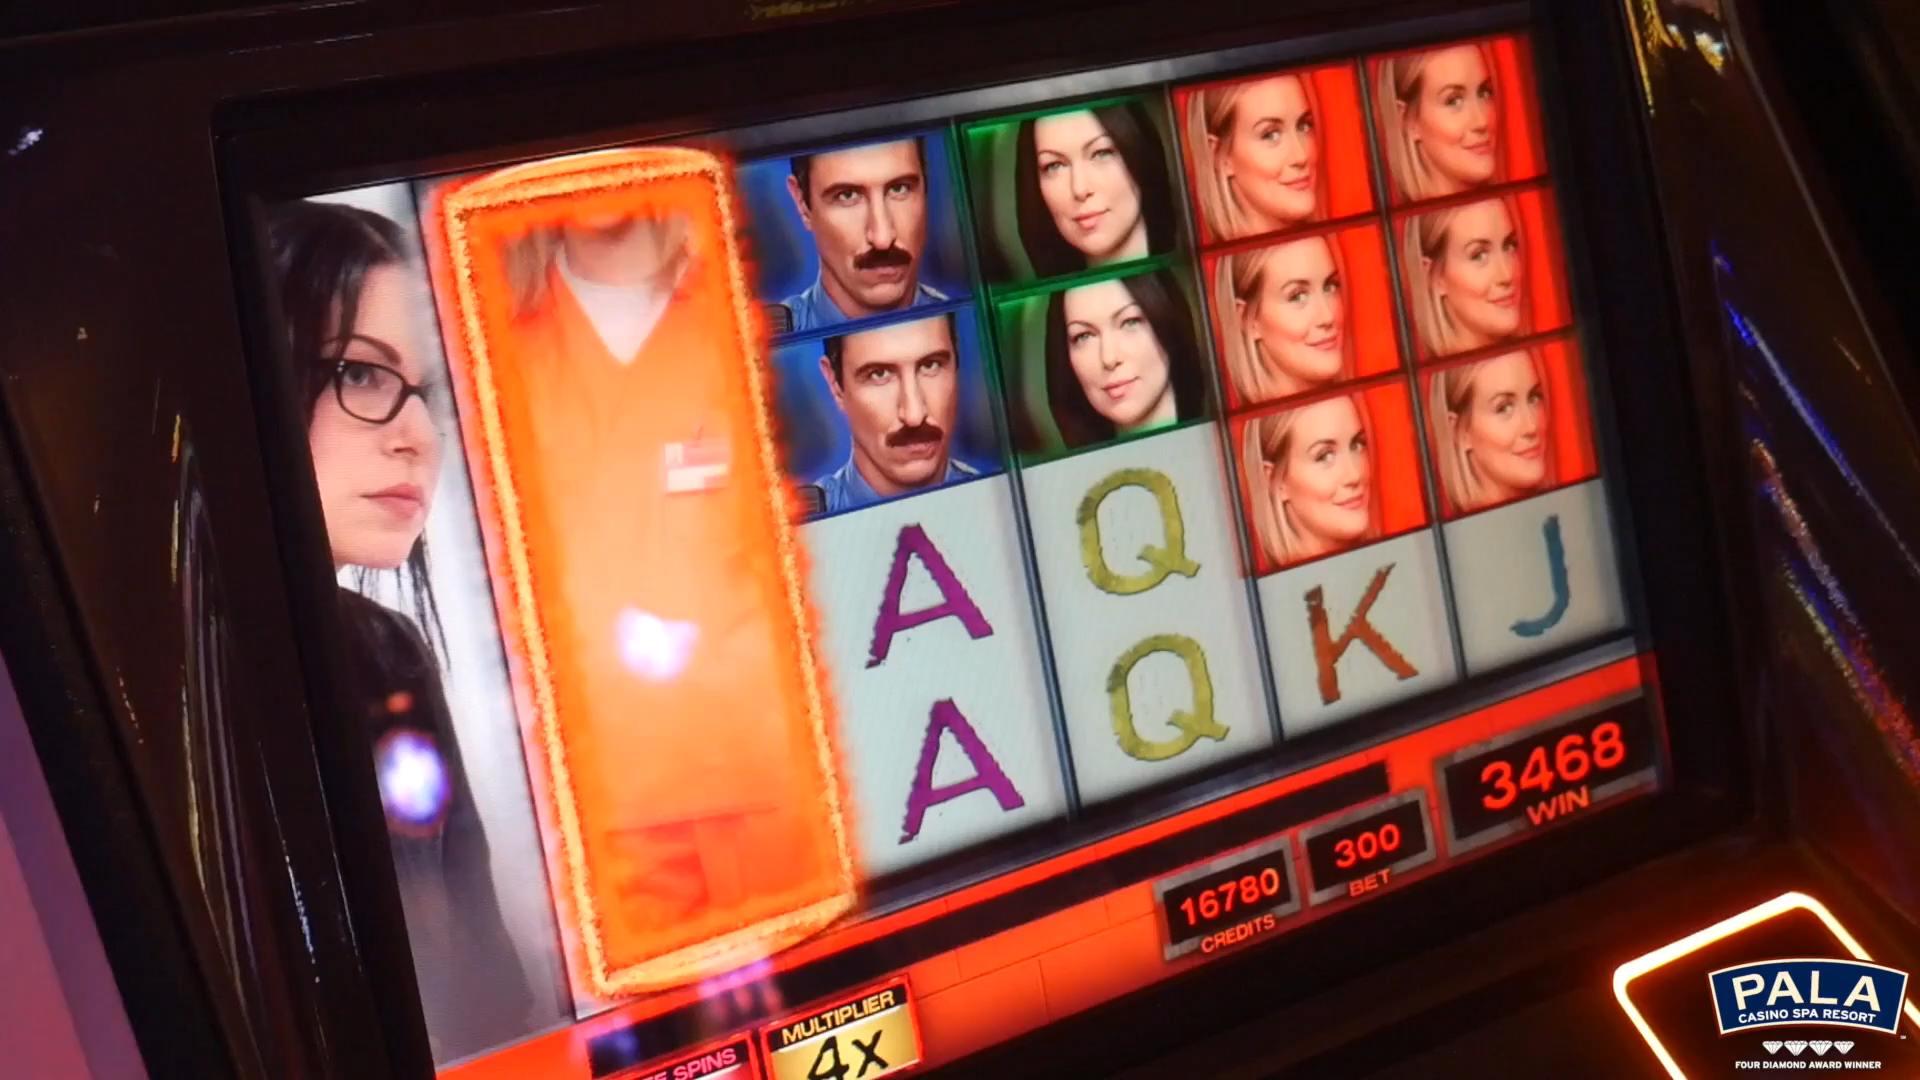 A
Q
K
J
A
Q
3468
WIN
300
BET
16780
CREDITS
MULTIPLIER
4x
SPINS
PALA
CASINO SPA RESORT
FOUR DIAMOND AWARD WINNER